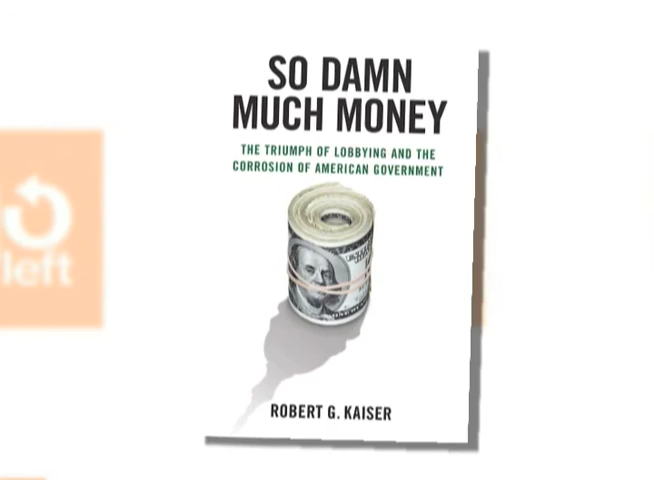 SO DAMN
MUCH MONEY
THE TRIUMPH OF LOBBYING AND THE
CORROSION OF AMERICAN GOVERNMENT
ROBERT G. KAISER
left